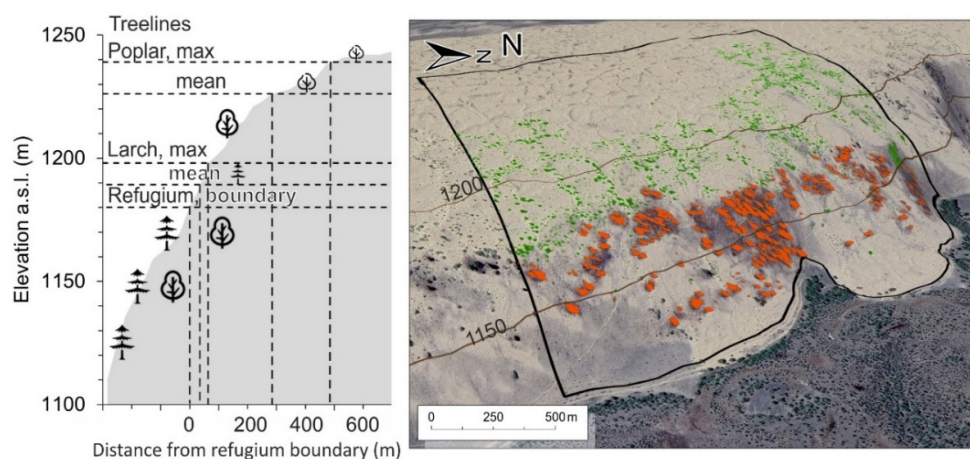 Treelines
1250
Poplar, max
mean
1200
Larch, max
mean
Refugium, boundary
1150
1100
Elevation a.s.l. (m)
0 200 400 600
Distance from refugium boundary (m)
N
Z
1200
1150
0 250 500 m